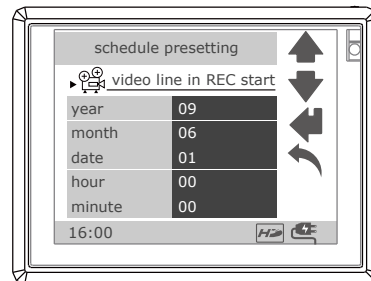 schedule presetting
video line in REC start
year 09
month 06
date 01
hour 00
minute 00
16:00